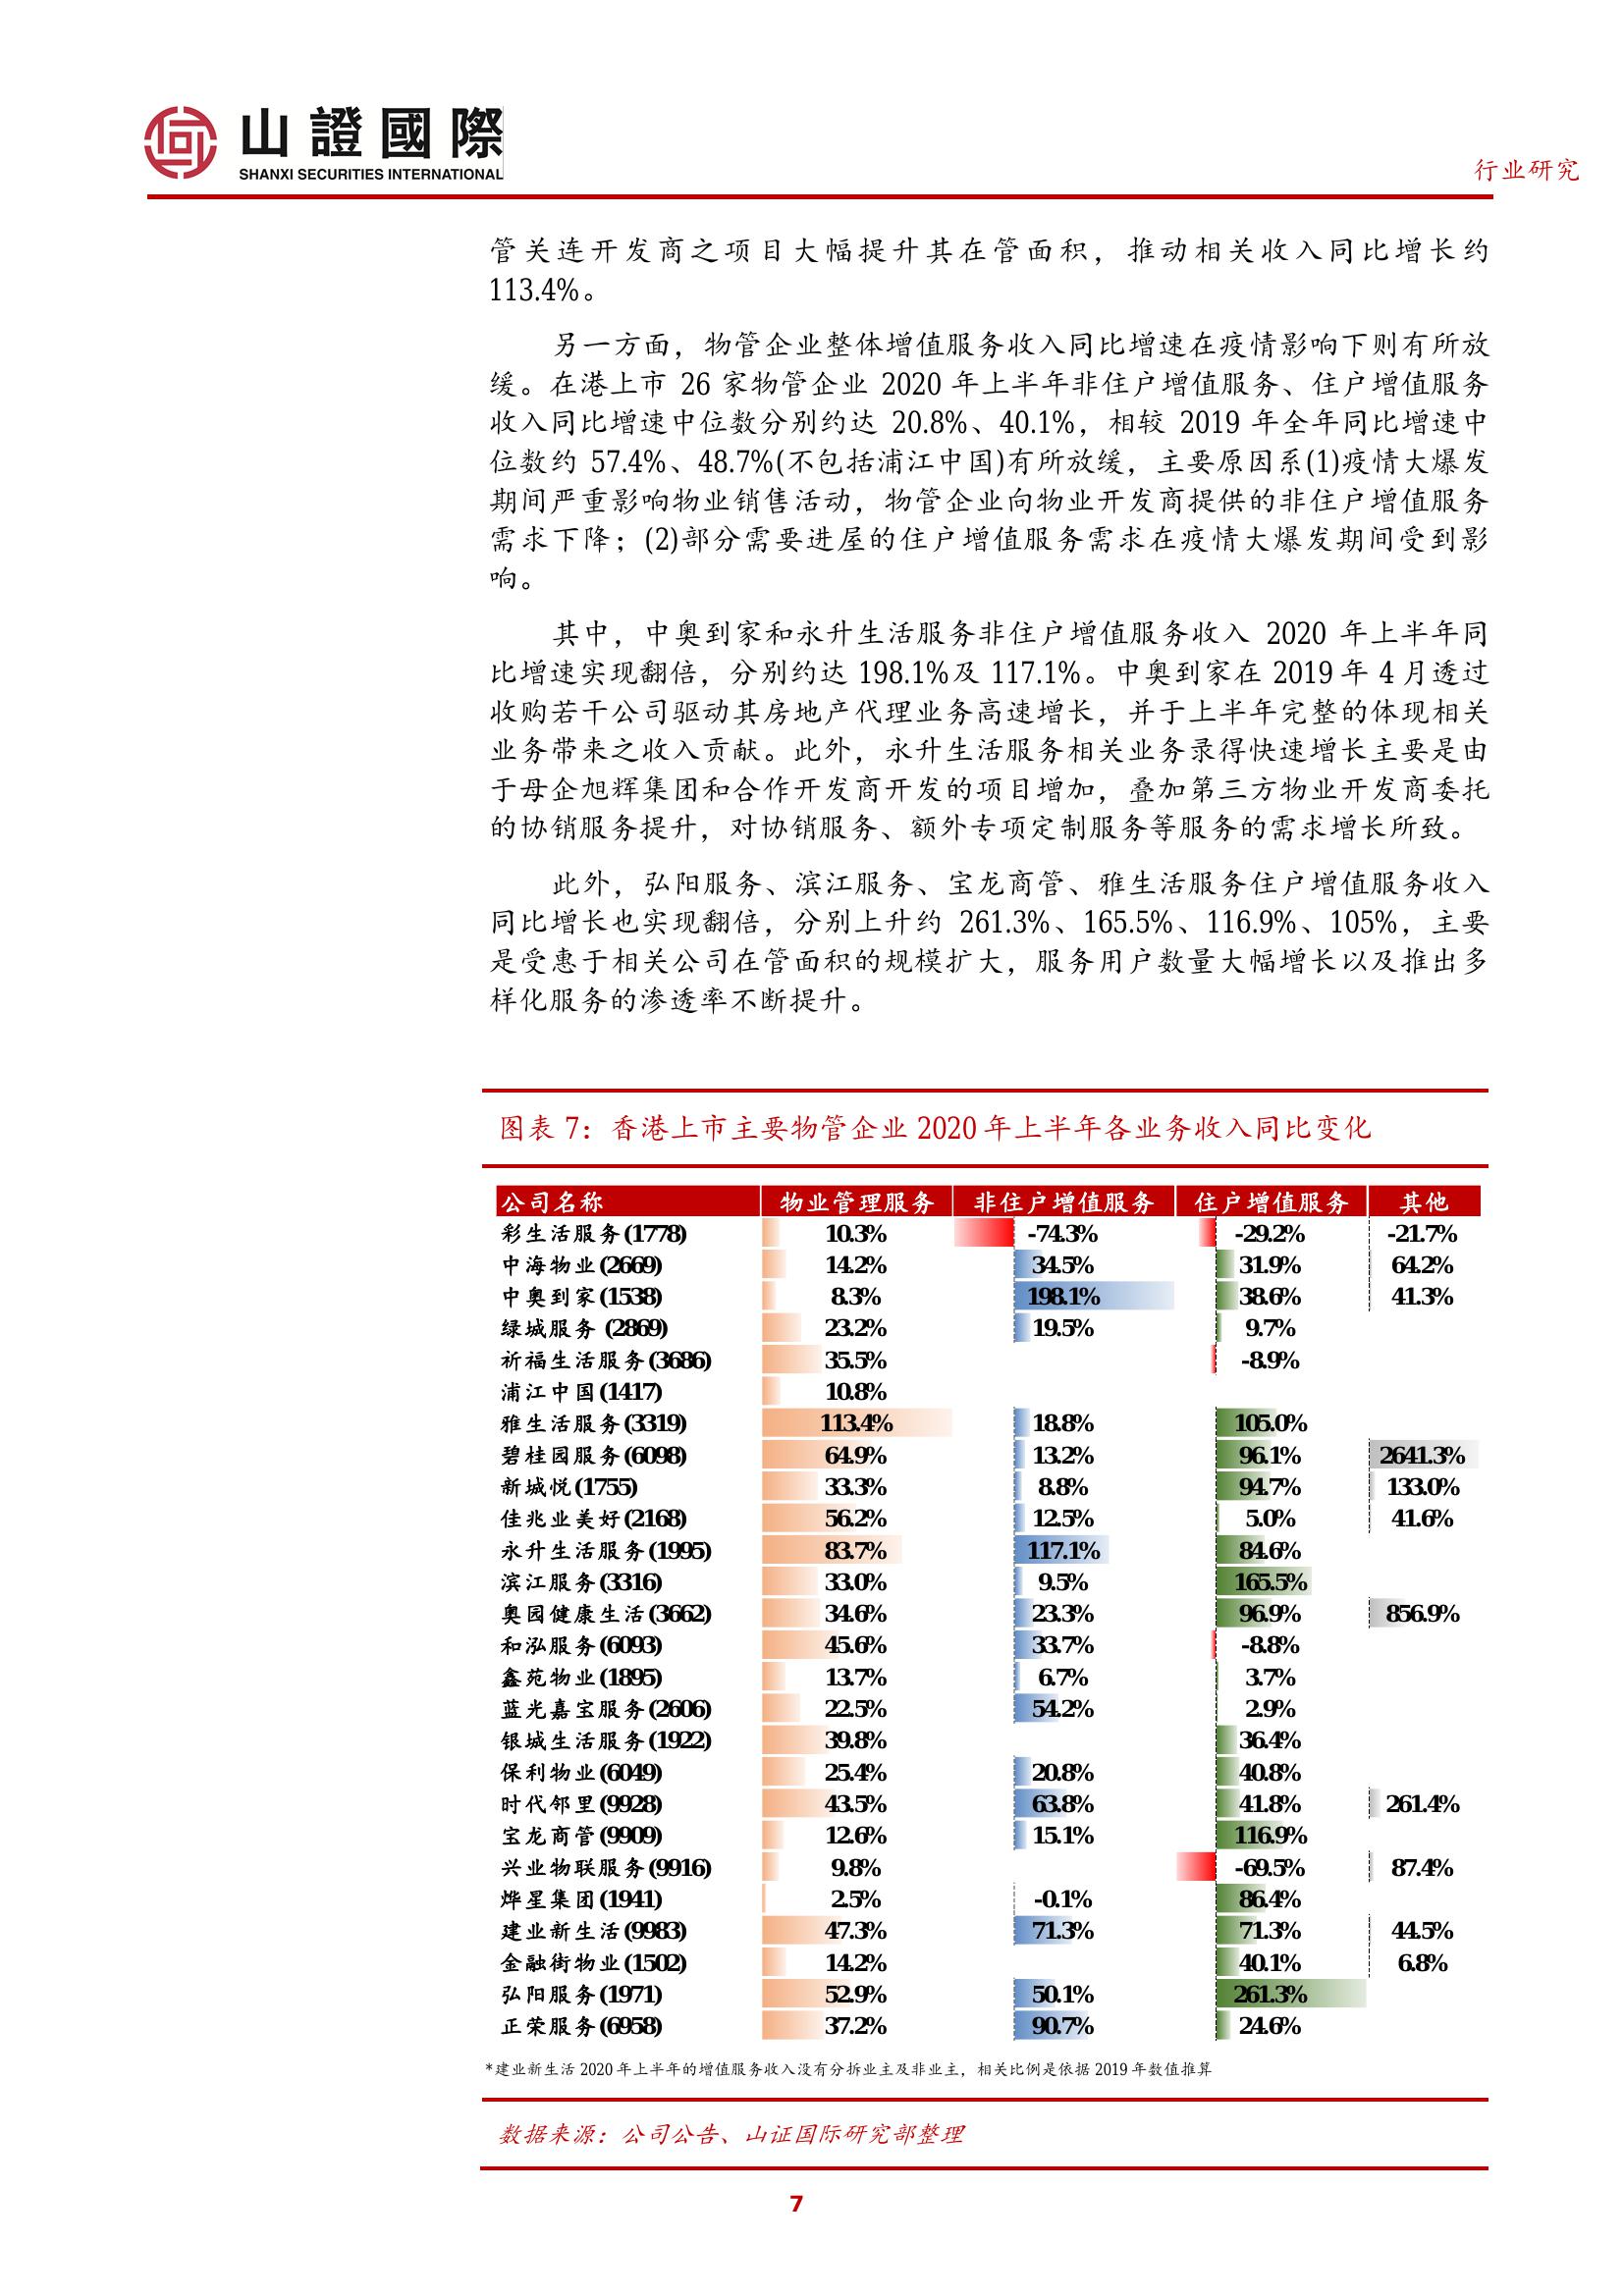 山證國際
SHANXI SECURITIES INTERNATIONAL
行业研究
管关连开发商之项目大幅提升其在管面积，推动相关收入同比增长约
113.4%。
另一方面，物管企业整体增值服务收入同比增速在疫情影响下则有所放
缓。在港上市 26 家物管企业 2020 年上半年非住户增值服务、住户增值服务
收入同比增速中位数分别约达 20.8%、40.1%，相较 2019 年全年同比增速中
位数约 57.4%、48.7%(不包括浦江中国)有所放缓，主要原因系(1)疫情大爆发
期间严重影响物业销售活动，物管企业向物业开发商提供的非住户增值服务
需求下降；(2)部分需要进屋的住户增值服务需求在疫情大爆发期间受到影
响。
其中，中奥到家和永升生活服务非住户增值服务收入 2020 年上半年同
比增速实现翻倍，分别约达 198.1%及 117.1%。中奥到家在 2019 年 4 月透过
收购若干公司驱动其房地产代理业务高速增长，并于上半年完整的体现相关
业务带来之收入贡献。此外，永升生活服务相关业务录得快速增长主要是由
于母企旭辉集团和合作开发商开发的项目增加，叠加第三方物业开发商委托
的协销服务提升，对协销服务、额外专项定制服务等服务的需求增长所致。
此外，弘阳服务、滨江服务、宝龙商管、雅生活服务住户增值服务收入
同比增长也实现翻倍，分别上升约 261.3%、165.5%、116.9%、105%，主要
是受惠于相关公司在管面积的规模扩大，服务用户数量大幅增长以及推出多
样化服务的渗透率不断提升。
图表 7：香港上市主要物管企业 2020 年上半年各业务收入同比变化
公司名称 物业管理服务 非住户增值服务 住户增值服务 其他
彩生活服务(1778) 10.3% -74.3% -29.2% -21.7%
中海物业(2669) 14.2% 34.5% 31.9% 64.2%
中奥到家(1538) 8.3% 198.1% 38.6% 41.3%
绿城服务 (2869) 23.2% 19.5% 9.7%
祈福生活服务(3686) 35.5% -8.9%
浦江中国(1417) 10.8%
雅生活服务(3319) 113.4% 18.8% 105.0%
碧桂园服务(6098) 64.9% 13.2% 96.1% 2641.3%
新城悦(1755) 33.3% 8.8% 94.7% 133.0%
佳兆业美好(2168) 56.2% 12.5% 5.0% 41.6%
永升生活服务(1995) 83.7% 117.1% 84.6%
滨江服务(3316) 33.0% 9.5% 165.5%
奥园健康生活(3662) 34.6% 23.3% 96.9% 856.9%
和泓服务(6093) 45.6% 33.7% -8.8%
鑫苑物业(1895) 13.7% 6.7% 3.7%
蓝光嘉宝服务(2606) 22.5% 54.2% 2.9%
银城生活服务(1922) 39.8% 36.4%
保利物业(6049) 25.4% 20.8% 40.8%
时代邻里(9928) 43.5% 63.8% 41.8% 261.4%
宝龙商管(9909) 12.6% 15.1% 116.9%
兴业物联服务(9916) 9.8% -69.5% 87.4%
烨星集团(1941) 2.5% -0.1% 86.4%
建业新生活(9983) 47.3% 71.3% 71.3% 44.5%
金融街物业(1502) 14.2% 40.1% 6.8%
弘阳服务(1971) 52.9% 50.1% 261.3%
正荣服务(6958) 37.2% 90.7% 24.6%
*建业新生活 2020 年上半年的增值服务收入没有分拆业主及非业主，相关比例是依据 2019 年数值推算
数据来源：公司公告、山证国际研究部整理
7